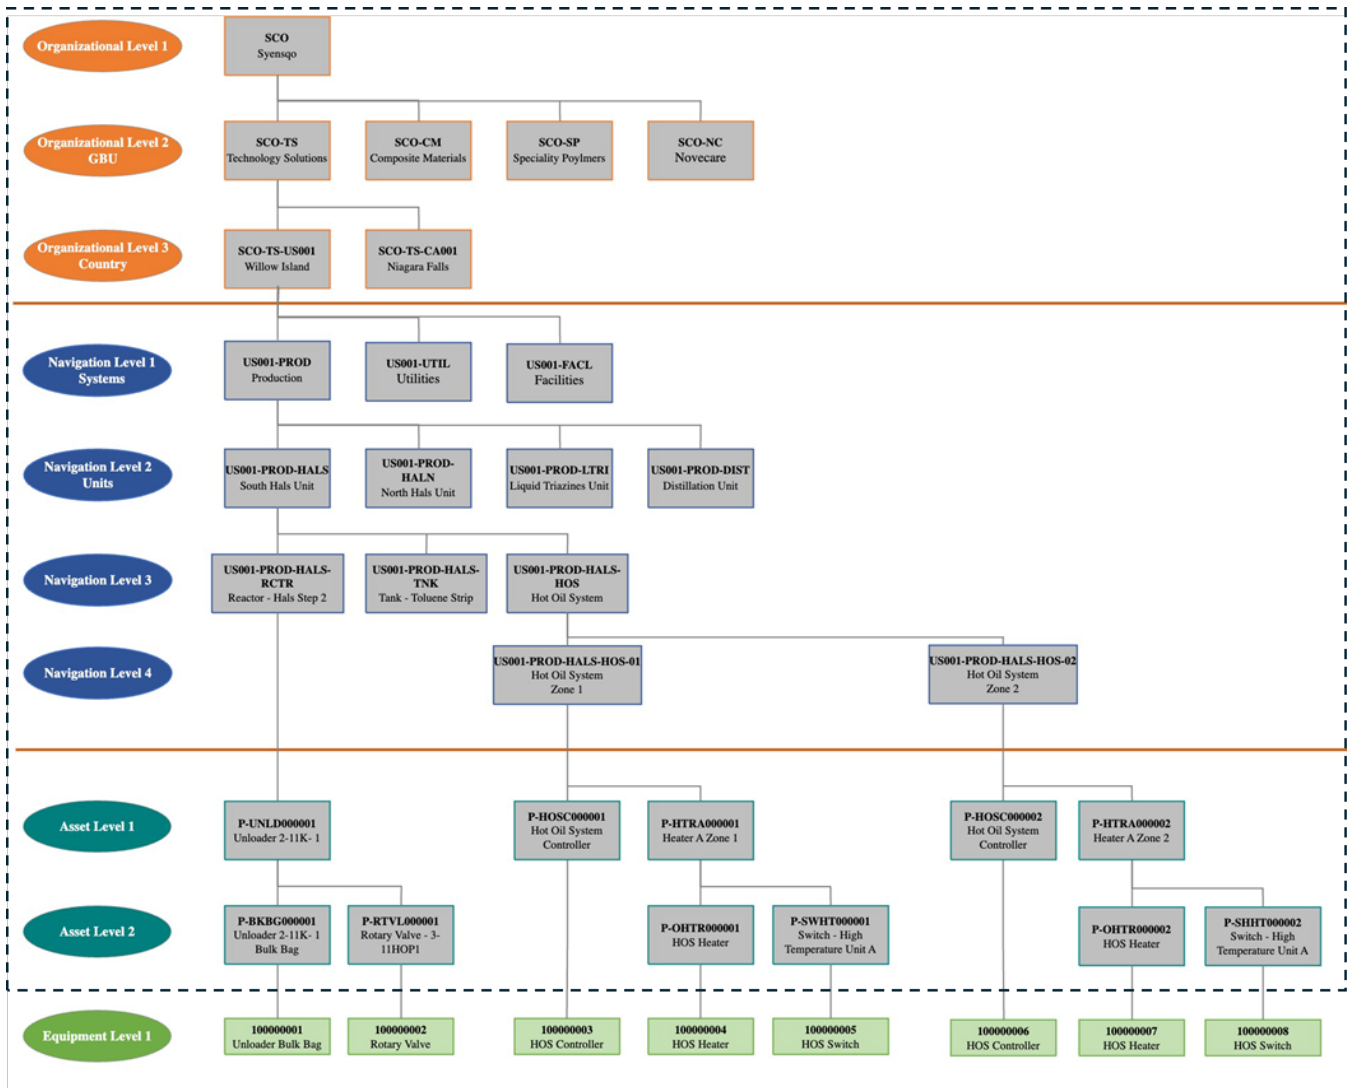 Organizational Level 1
SCO
Syensqo
Organizational Level 2
GBU
SCO-TS
Technology Solutions
SCO-CM
Composite Materials
SCO-SP
Speciality Poylmers
SCO-NC
Novecare
Organizational Level 3
Country
SCO-TS-US001
Willow Island
SCO-TS-CA001
Niagara Falls
Navigation Level 1
Systems
US001-PROD
Production
US001-UTIL
Utilities
US001-FACL
Facilities
Navigation Level 2
Units
US001-PROD-HALS
South Hals Unit
US001-PROD-
HALN
North Hals Unit
US001-PROD-LTRI
Liquid Triazines Unit
US001-PROD-DIST
Distillation Unit
Navigation Level 3
US001-PROD-HALS-
RCTR
Reactor - Hals Step 2
US001-PROD-HALS-
TNK
Tank - Toluene Strip
US001-PROD-HALS-
HOS
Hot Oil System
Navigation Level 4
US001-PROD-HALS-HOS-01
Hot Oil System
Zone 1
US001-PROD-HALS-HOS-02
Hot Oil System
Zone 2
Asset Level 1
P-UNLD000001
Unloader 2-11K- 1
P-HOSC000001
Hot Oil System
Controller
P-HTRA000001
Heater A Zone 1
P-HOSC000002
Hot Oil System
Controller
P-HTRA000002
Heater A Zone 2
Asset Level 2
P-BKBG000001
Unloader 2-11K- 1
Bulk Bag
P-RTVL000001
Rotary Valve - 3-
11HOP1
P-OHTR000001
HOS Heater
P-SWHT000001
Switch - High
Temperature Unit A
P-OHTR000002
HOS Heater
P-SHHT000002
Switch - High
Temperature Unit A
Equipment Level 1
100000001
Unloader Bulk Bag
100000002
Rotary Valve
100000003
HOS Controller
100000004
HOS Heater
100000005
HOS Switch
100000006
HOS Controller
100000007
HOS Heater
100000008
HOS Switch